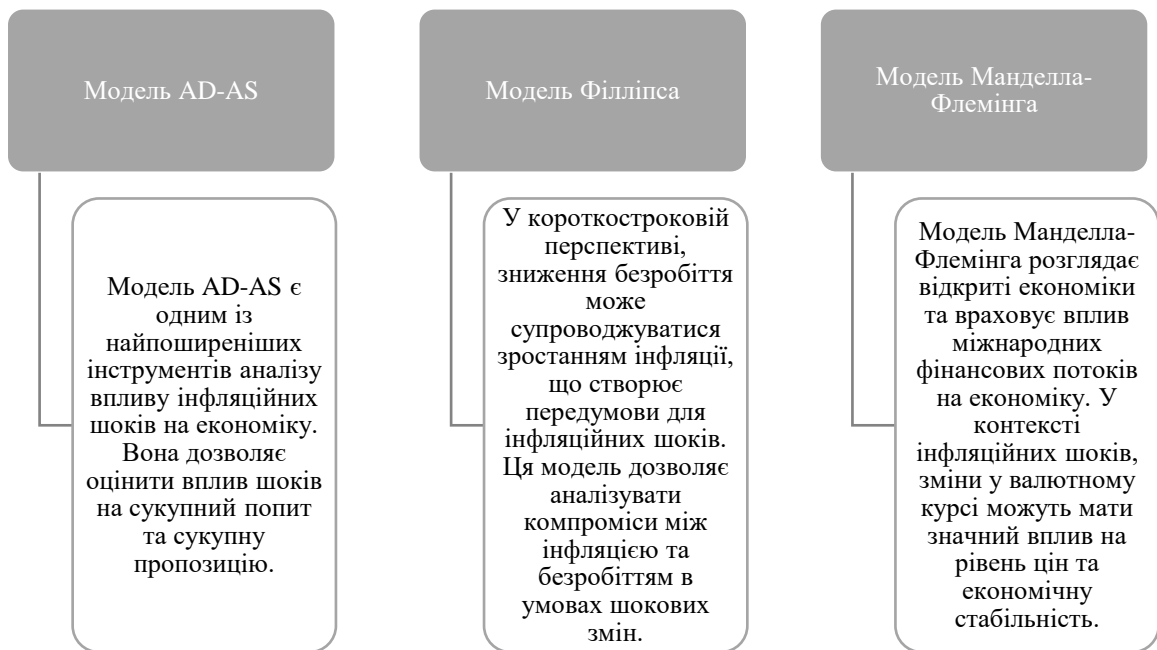 Модель AD-AS
Модель AD-AS є
одним із
найпоширеніших
інструментів аналізу
впливу інфляційних
шоків на економіку.
Вона дозволяє
оцінити вплив шоків
на сукупний попит
та сукупну
пропозицію.
Модель Філліпса
У короткостроковій
перспективі,
зниження безробіття
може
супроводжуватися
зростанням інфляції,
що створює
передумови для
інфляційних шоків.
Ця модель дозволяє
аналізувати
компроміси між
інфляцією та
безробіттям в
умовах шокових
змін.
Модель Манделла-
Флемінга
Модель Манделла-
Флемінга розглядає
відкриті економіки
та враховує вплив
міжнародних
фінансових потоків
на економіку. У
контексті
інфляційних шоків,
зміни у валютному
курсі можуть мати
значний вплив на
рівень цін та
економічну
стабільність.